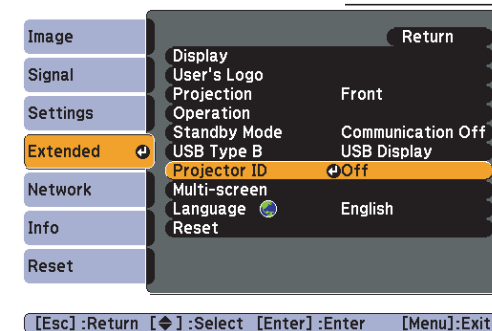 Image
Signal
Settings
Extended
Network
Info
Reset
Return
Display
User's Logo
Projection Front
Operation
Standby Mode Communication Off
USB Type B USB Display
Projector ID Off
Multi-screen
Language English
Reset
[Esc] :Return [◆] :Select [Enter] :Enter [Menu]:Exit